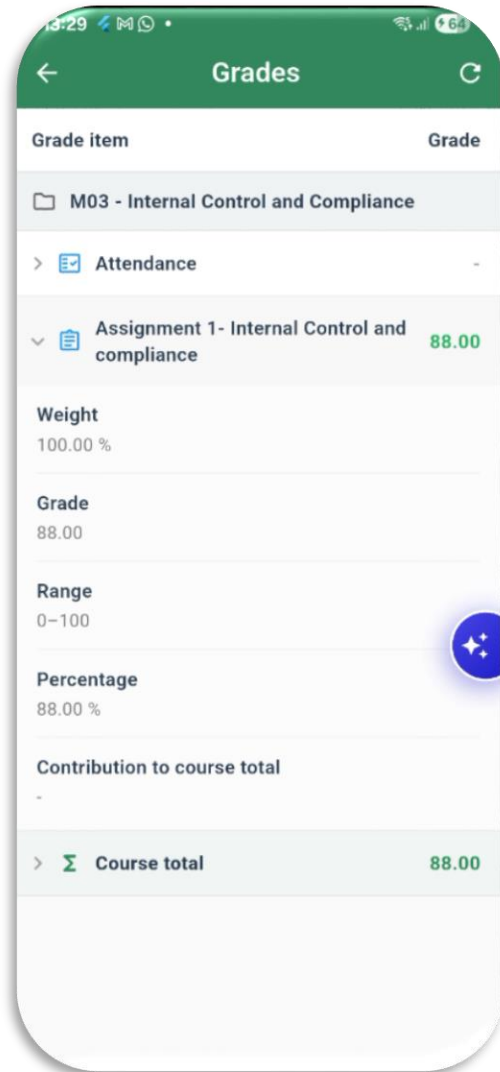 13:29 64
Grades
Grade item Grade
M03 - Internal Control and Compliance
Attendance -
Assignment 1- Internal Control and
compliance 88.00
Weight
100.00 %
Grade
88.00
Range
0–100
Percentage
88.00 %
Contribution to course total
-
Σ Course total 88.00